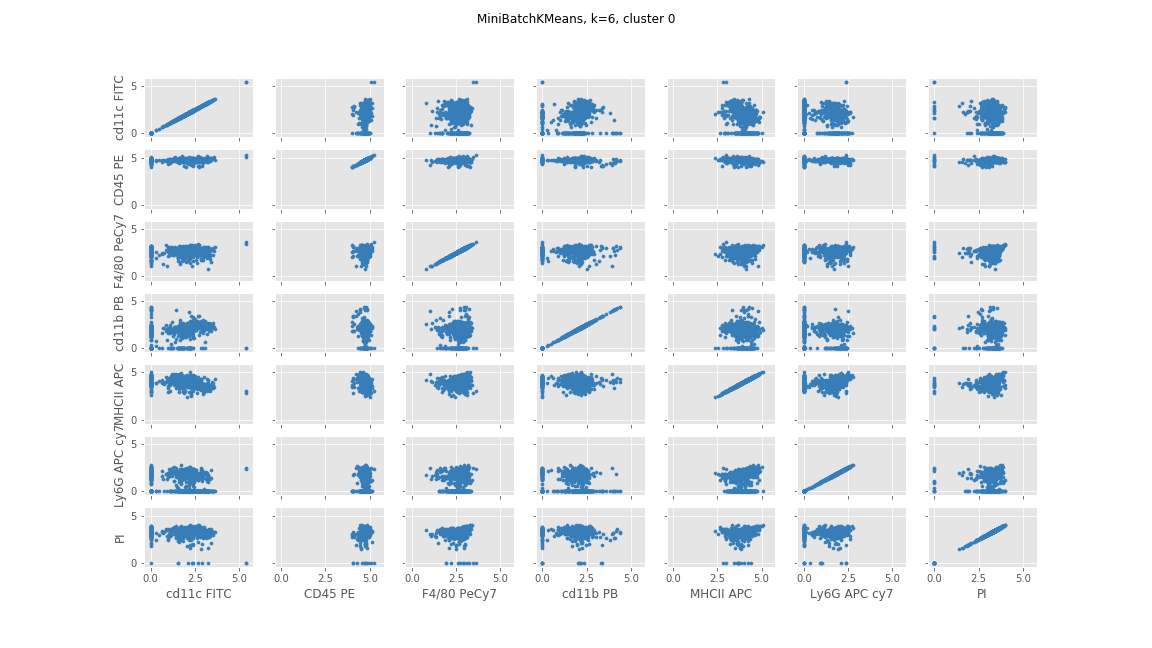 MiniBatchKMeans, k=6, cluster 0
cd11c FITC
5
0
CD45 PE
5
0
F4/80 PeCy7
5
0
cd11b PB
5
0
MHCII APC
5
0
Ly6G APC cy7
5
0
PI
5
0
0.0 2.5 5.0 0.0 2.5 5.0 0.0 2.5 5.0 0.0 2.5 5.0 0.0 2.5 5.0 0.0 2.5 5.0 0.0 2.5 5.0
cd11c FITC CD45 PE F4/80 PeCy7 cd11b PB MHCII APC Ly6G APC cy7 PI